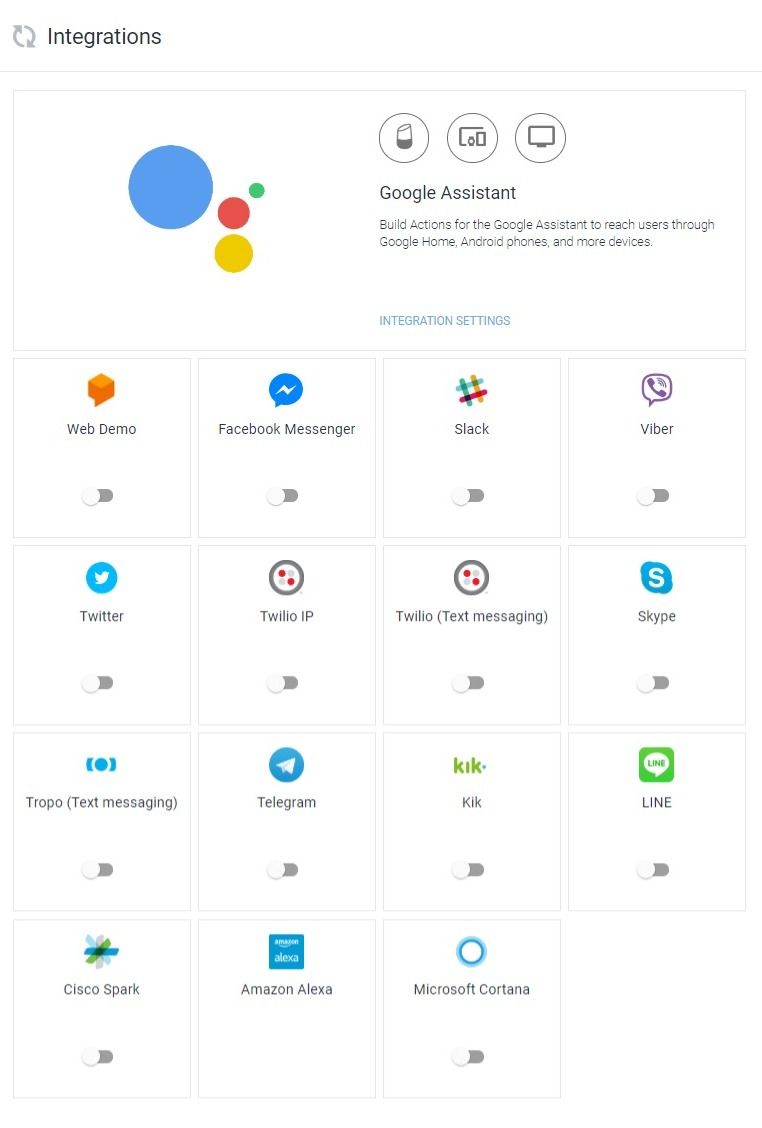 Integrations
Google Assistant
Build Actions for the Google Assistant to reach users through
Google Home, Android phones, and more devices.
INTEGRATION SETTINGS
Web Demo
Facebook Messenger
Slack
Viber
Twitter
Twilio IP
Twilio (Text messaging)
S
Skype
Tropo (Text messaging)
Telegram
kik
Kik
LINE
LINE
Cisco Spark
amazon
alexa
Amazon Alexa
Microsoft Cortana